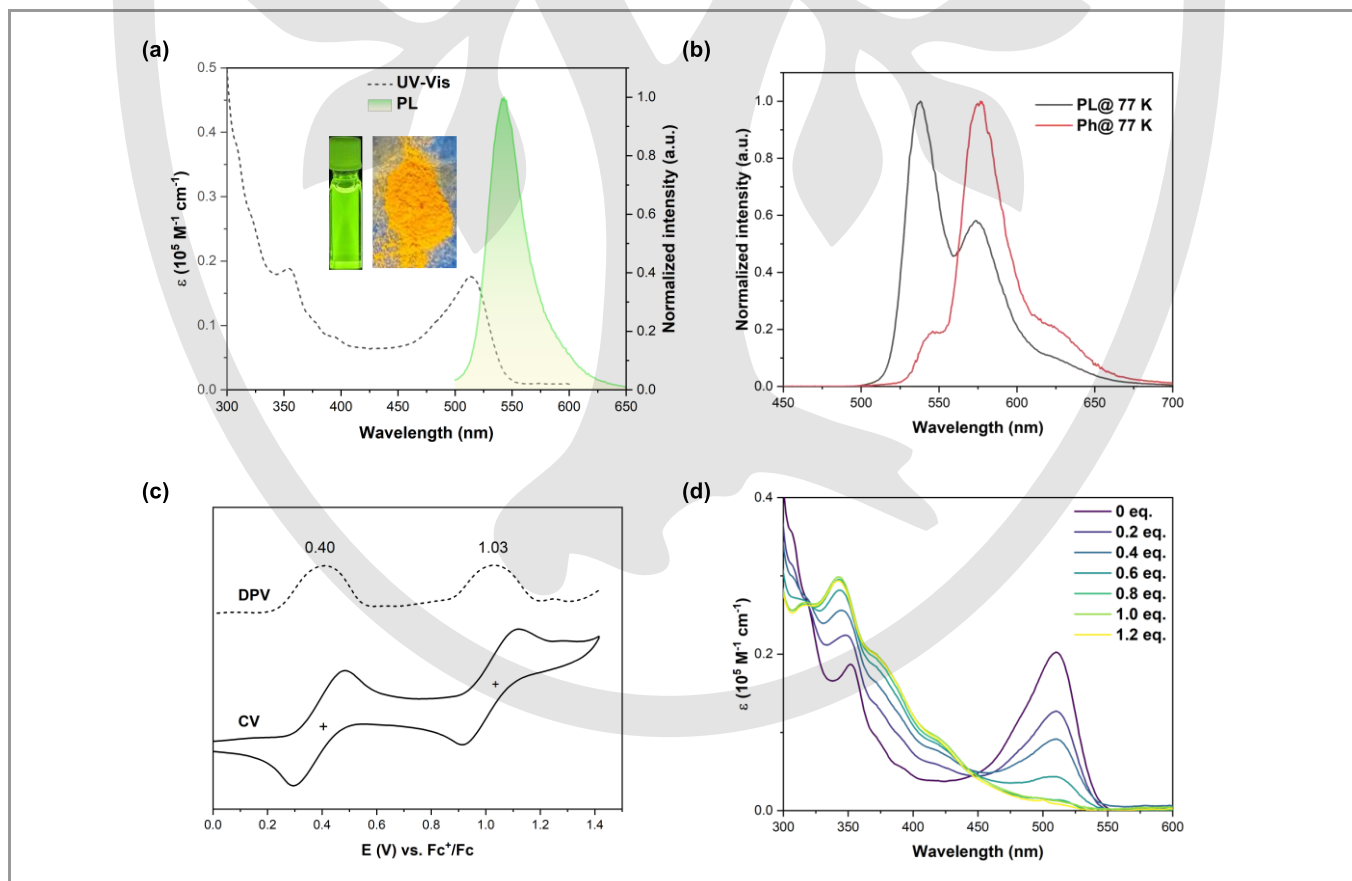 (a)
0.5
0.4
0.3
0.2
0.1
0.0
ε (10⁵ M⁻¹ cm⁻¹)
UV-Vis
PL
1.0
0.8
0.6
0.4
0.2
0.0
Normalized intensity (a.u.)
300 350 400 450 500 550 600 650
Wavelength (nm)
(b)
1.0
0.8
0.6
0.4
0.2
0.0
Normalized intensity (a.u.)
PL@ 77 K
Ph@ 77 K
450 500 550 600 650 700
Wavelength (nm)
(c)
0.40
1.03
DPV
CV
0.0 0.2 0.4 0.6 0.8 1.0 1.2 1.4
E (V) vs. Fc⁺/Fc
(d)
0.4
0.2
0.0
ε (10⁵ M⁻¹ cm⁻¹)
0 eq.
0.2 eq.
0.4 eq.
0.6 eq.
0.8 eq.
1.0 eq.
1.2 eq.
300 350 400 450 500 550 600
Wavelength (nm)